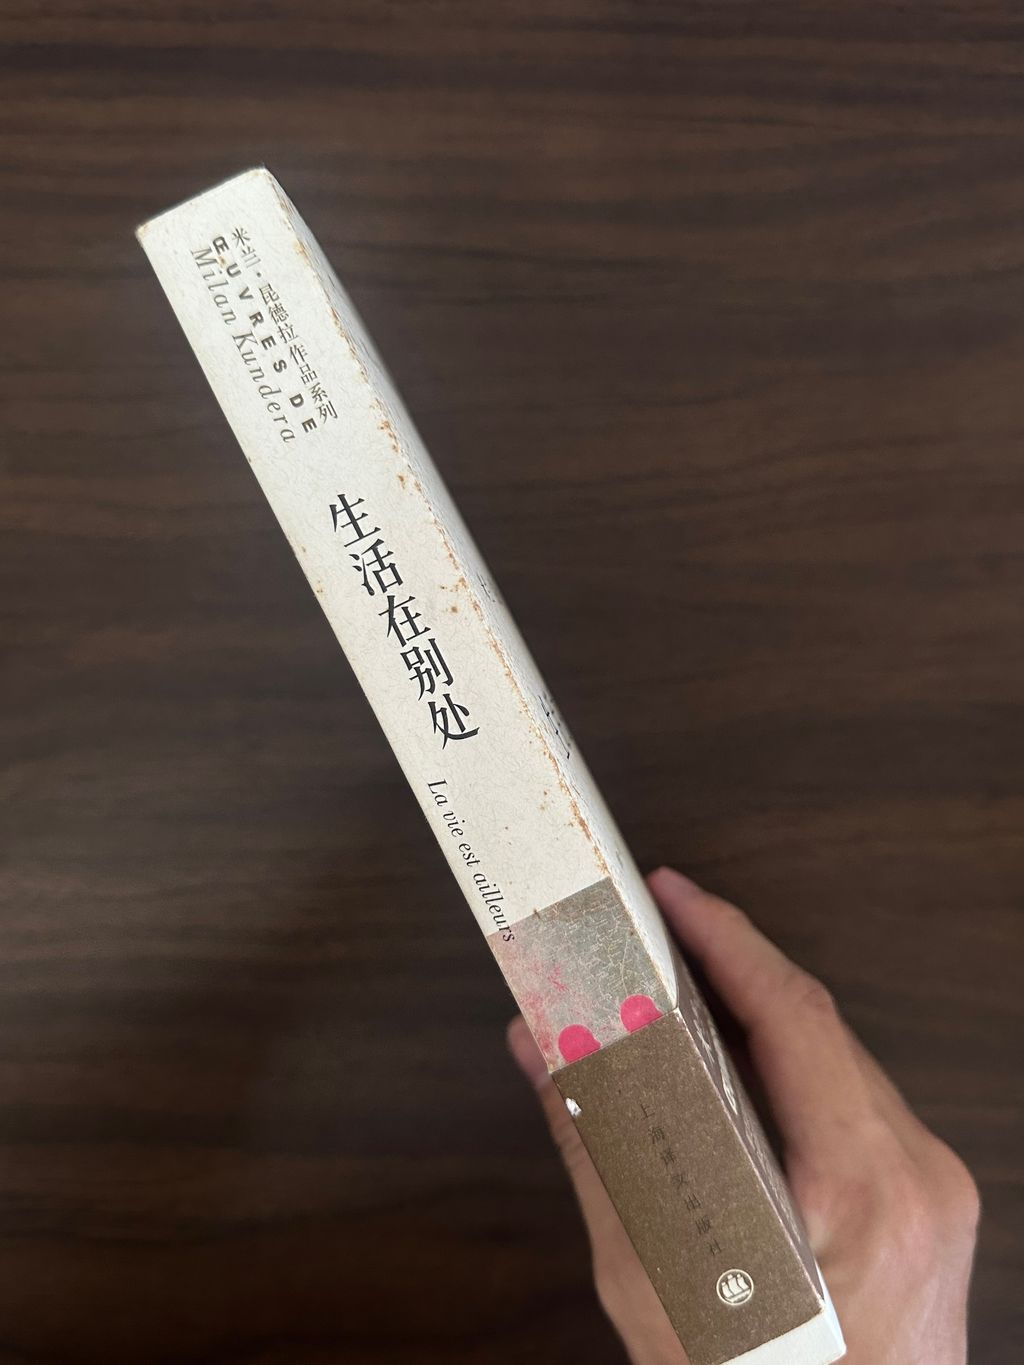 米兰·昆德拉作品系列
ŒUVRES DE
Milan Kundera
生活在别处
La vie est ailleurs
上海译文出版社